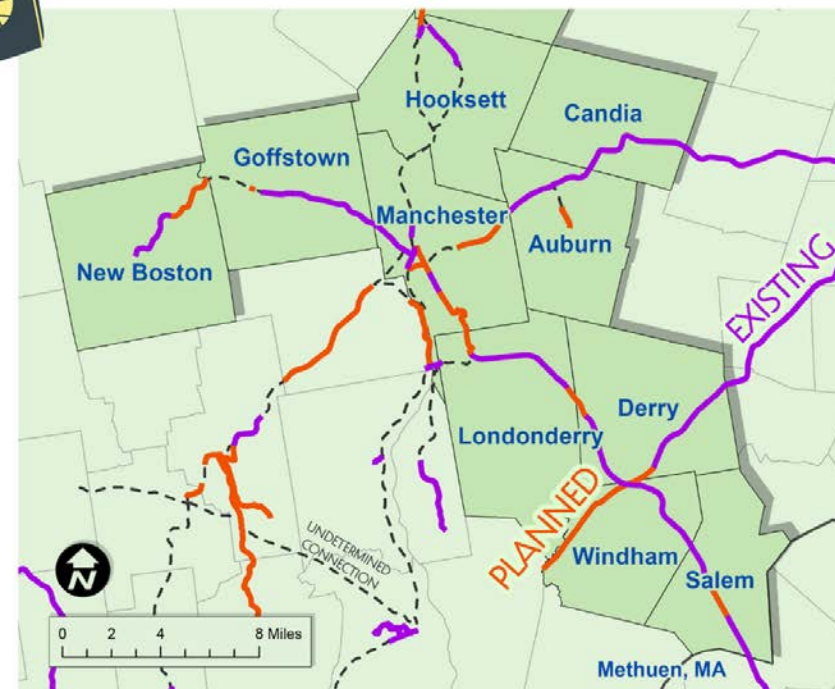 Hooksett
Candia
Goffstown
Manchester
Auburn
New Boston
EXISTING
Derry
Londonderry
PLANNED
UNDETERMINED
CONNECTION
Windham
Salem
N
0 2 4 8 Miles
Methuen, MA